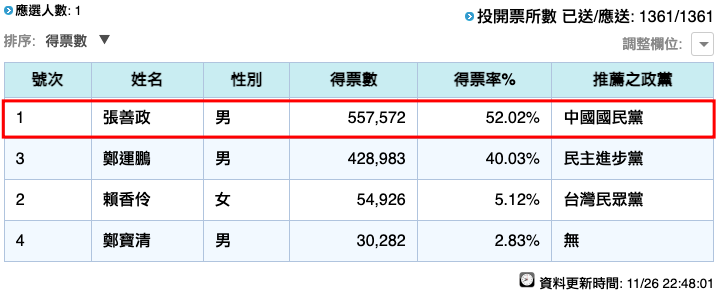 應選人數: 1
投開票所數 已送/應送: 1361/1361
排序: 得票數 ▼
調整欄位:
號次 姓名 性別 得票數 得票率% 推薦之政黨
1 張善政 男 557,572 52.02% 中國國民黨
3 鄭運鵬 男 428,983 40.03% 民主進步黨
2 賴香伶 女 54,926 5.12% 台灣民眾黨
4 鄭寶清 男 30,282 2.83% 無
資料更新時間: 11/26 22:48:01